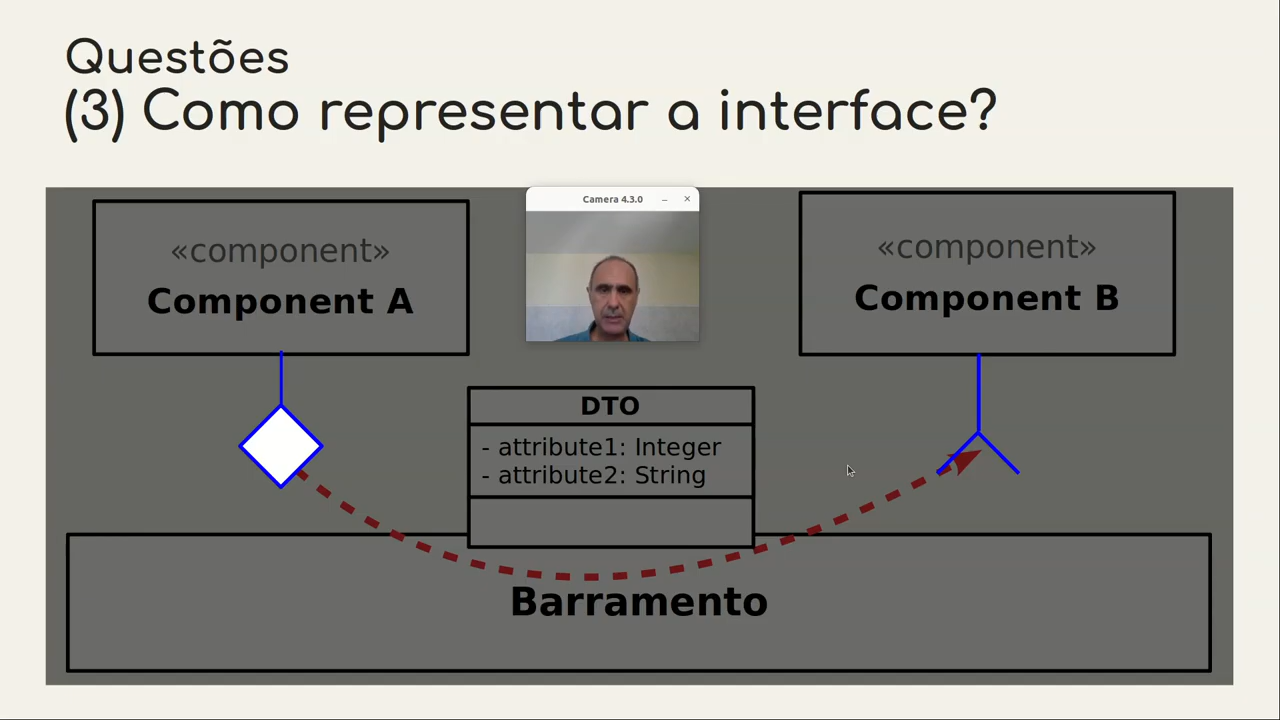 Questões
(3) Como representar a interface?
Camera 4.3.0
«component»
Component A
«component»
Component B
DTO
- attribute1: Integer
- attribute2: String
Barramento